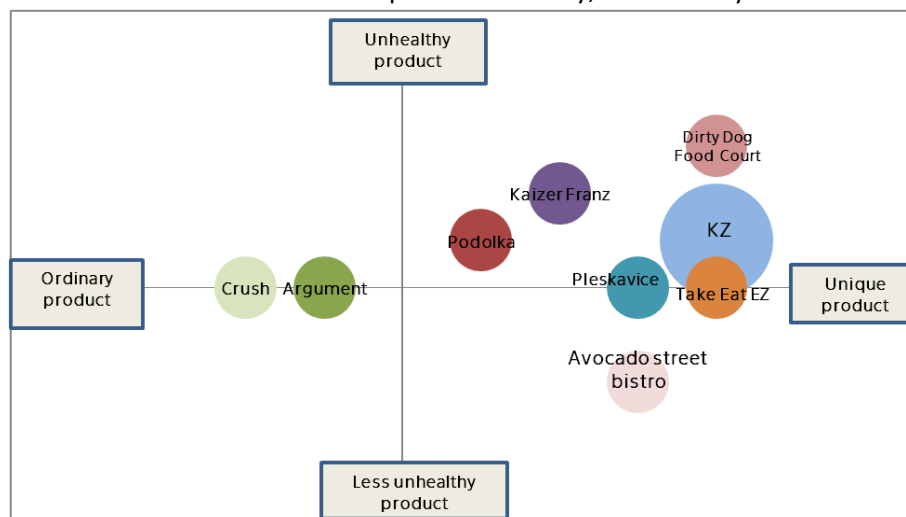 Unhealthy
product
Dirty Dog
Food Court
Kaizer Franz
KZ
Podolka
Ordinary
product
Crush
Argument
Pleskavice
Take Eat EZ
Unique
product
Avocado street
bistro
Less unhealthy
product